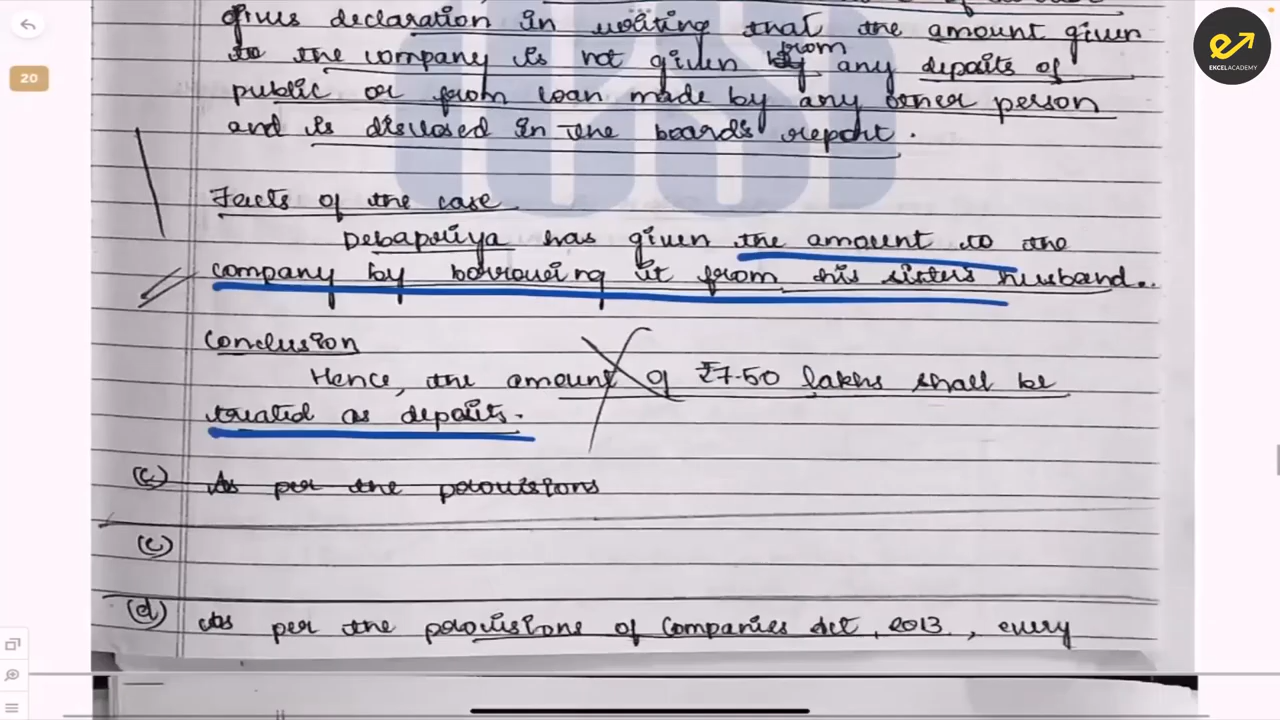 gives declaration in writing that the amount given
to the company is not given from any deposits of
public or from loan made by any other person
and is disclosed in the board's report.
Facts of the case
Debapriya has given the amount to the
company by borrowing it from his sisters husband.
Conclusion
Hence, the amount of ₹7.50 lakhs shall be
treated as deposits.
(c) As per the provisions
(c)
(d) As per the provisions of Companies Act, 2013, every
20
EXCELACADEMY